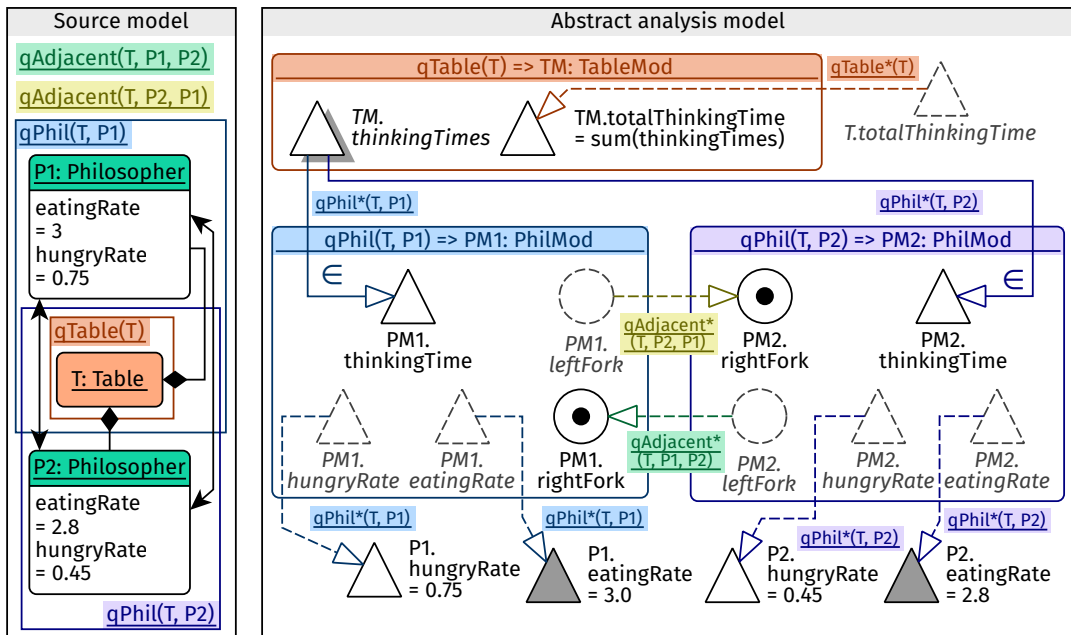 Source model
qAdjacent(T, P1, P2)
qAdjacent(T, P2, P1)
qPhil(T, P1)
P1: Philosopher
eatingRate
= 3
hungryRate
= 0.75
qTable(T)
T: Table
P2: Philosopher
eatingRate
= 2.8
hungryRate
= 0.45
qPhil(T, P2)
Abstract analysis model
qTable(T) => TM: TableMod
qTable*(T)
TM.
thinkingTimes
TM.totalThinkingTime
= sum(thinkingTimes)
T.totalThinkingTime
qPhil*(T, P1)
qPhil*(T, P2)
qPhil(T, P1) => PM1: PhilMod
∈
PM1.
thinkingTime
PM1.
leftFork
qAdjacent*
(T, P2, P1)
qPhil(T, P2) => PM2: PhilMod
PM2.
rightFork
∈
PM2.
thinkingTime
PM1.
hungryRate
PM1.
eatingRate
PM1.
rightFork
qAdjacent*
(T, P1, P2)
PM2.
leftFork
PM2.
hungryRate
PM2.
eatingRate
qPhil*(T, P1)
qPhil*(T, P1)
qPhil*(T, P2)
qPhil*(T, P2)
P1.
hungryRate
= 0.75
P1.
eatingRate
= 3.0
P2.
hungryRate
= 0.45
P2.
eatingRate
= 2.8